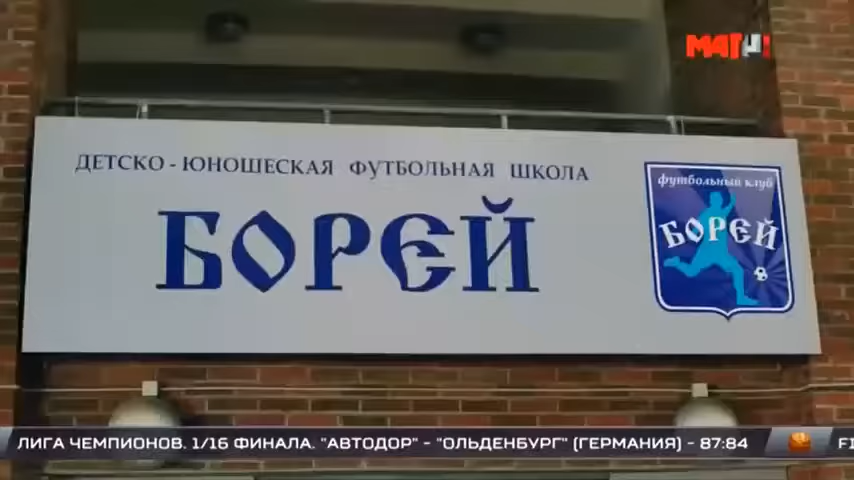 МАТЧ!
ДЕТСКО - ЮНОШЕСКАЯ ФУТБОЛЬНАЯ ШКОЛА
БОРЕЙ
футбольный клуб
БОРЕЙ
ЛИГА ЧЕМПИОНОВ. 1/16 ФИНАЛА. "АВТОДОР" - "ОЛЬДЕНБУРГ" (ГЕРМАНИЯ) - 87:84